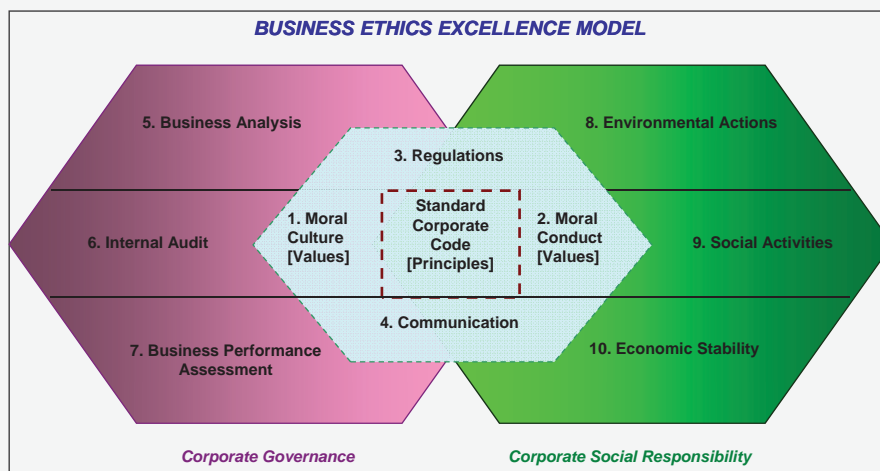 BUSINESS ETHICS EXCELLENCE MODEL
5. Business Analysis
8. Environmental Actions
3. Regulations
1. Moral
Culture
[Values]
Standard
Corporate
Code
[Principles]
2. Moral
Conduct
[Values]
6. Internal Audit
9. Social Activities
4. Communication
7. Business Performance
Assessment
10. Economic Stability
Corporate Governance
Corporate Social Responsibility